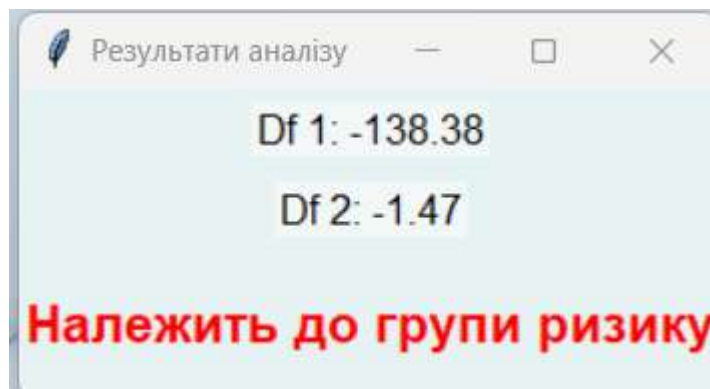 Результати аналізу
Df 1: -138.38
Df 2: -1.47
Належить до групи ризику